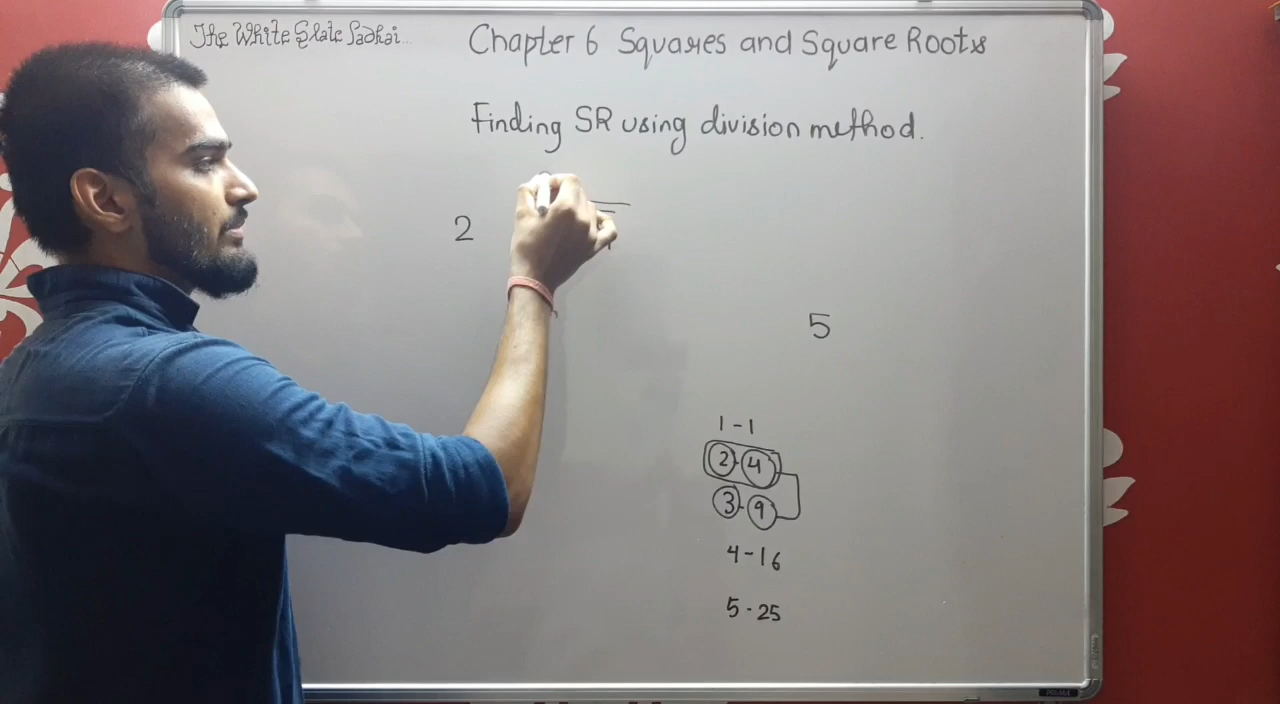 The White Slate Padhai...
Chapter 6 Squares and Square Roots
Finding SR using division method.
2
5
1-1
2-4
3-9
4-16
5-25
PRIMA